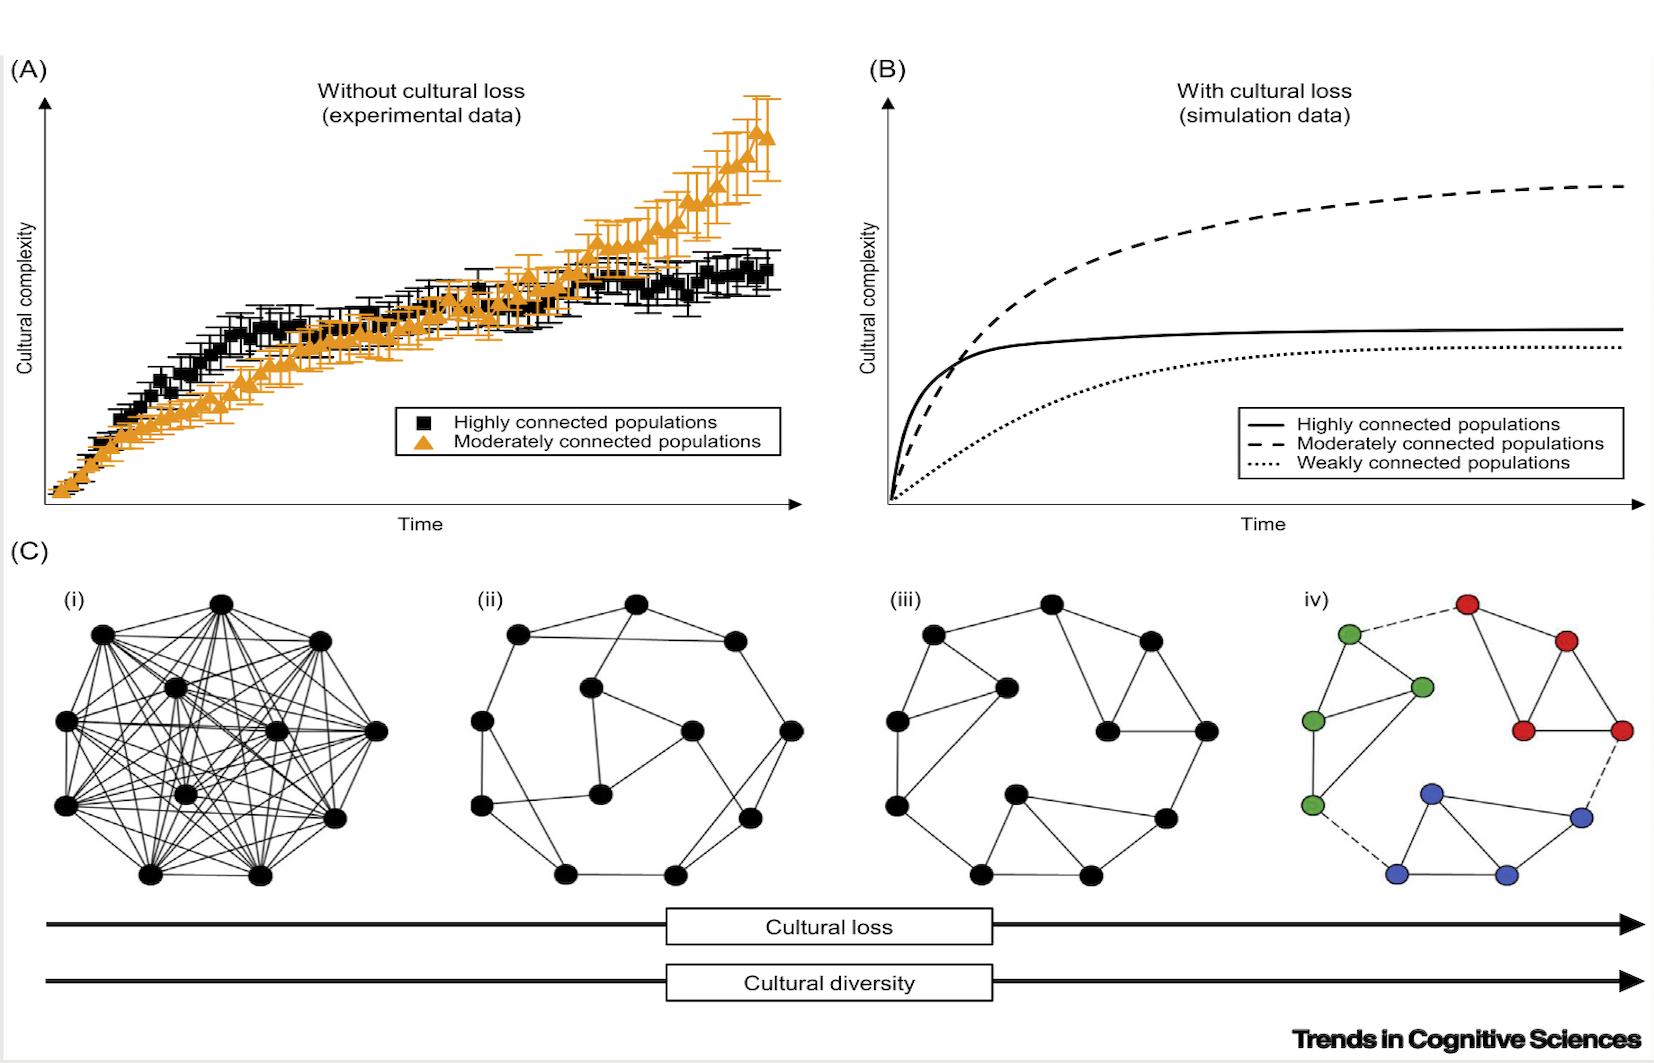 (A)
Without cultural loss
(experimental data)
Cultural complexity
Highly connected populations
Moderately connected populations
Time
(B)
With cultural loss
(simulation data)
Cultural complexity
Highly connected populations
Moderately connected populations
Weakly connected populations
Time
(C)
(i)
(ii)
(iii)
iv)
Cultural loss
Cultural diversity
Trends in Cognitive Sciences